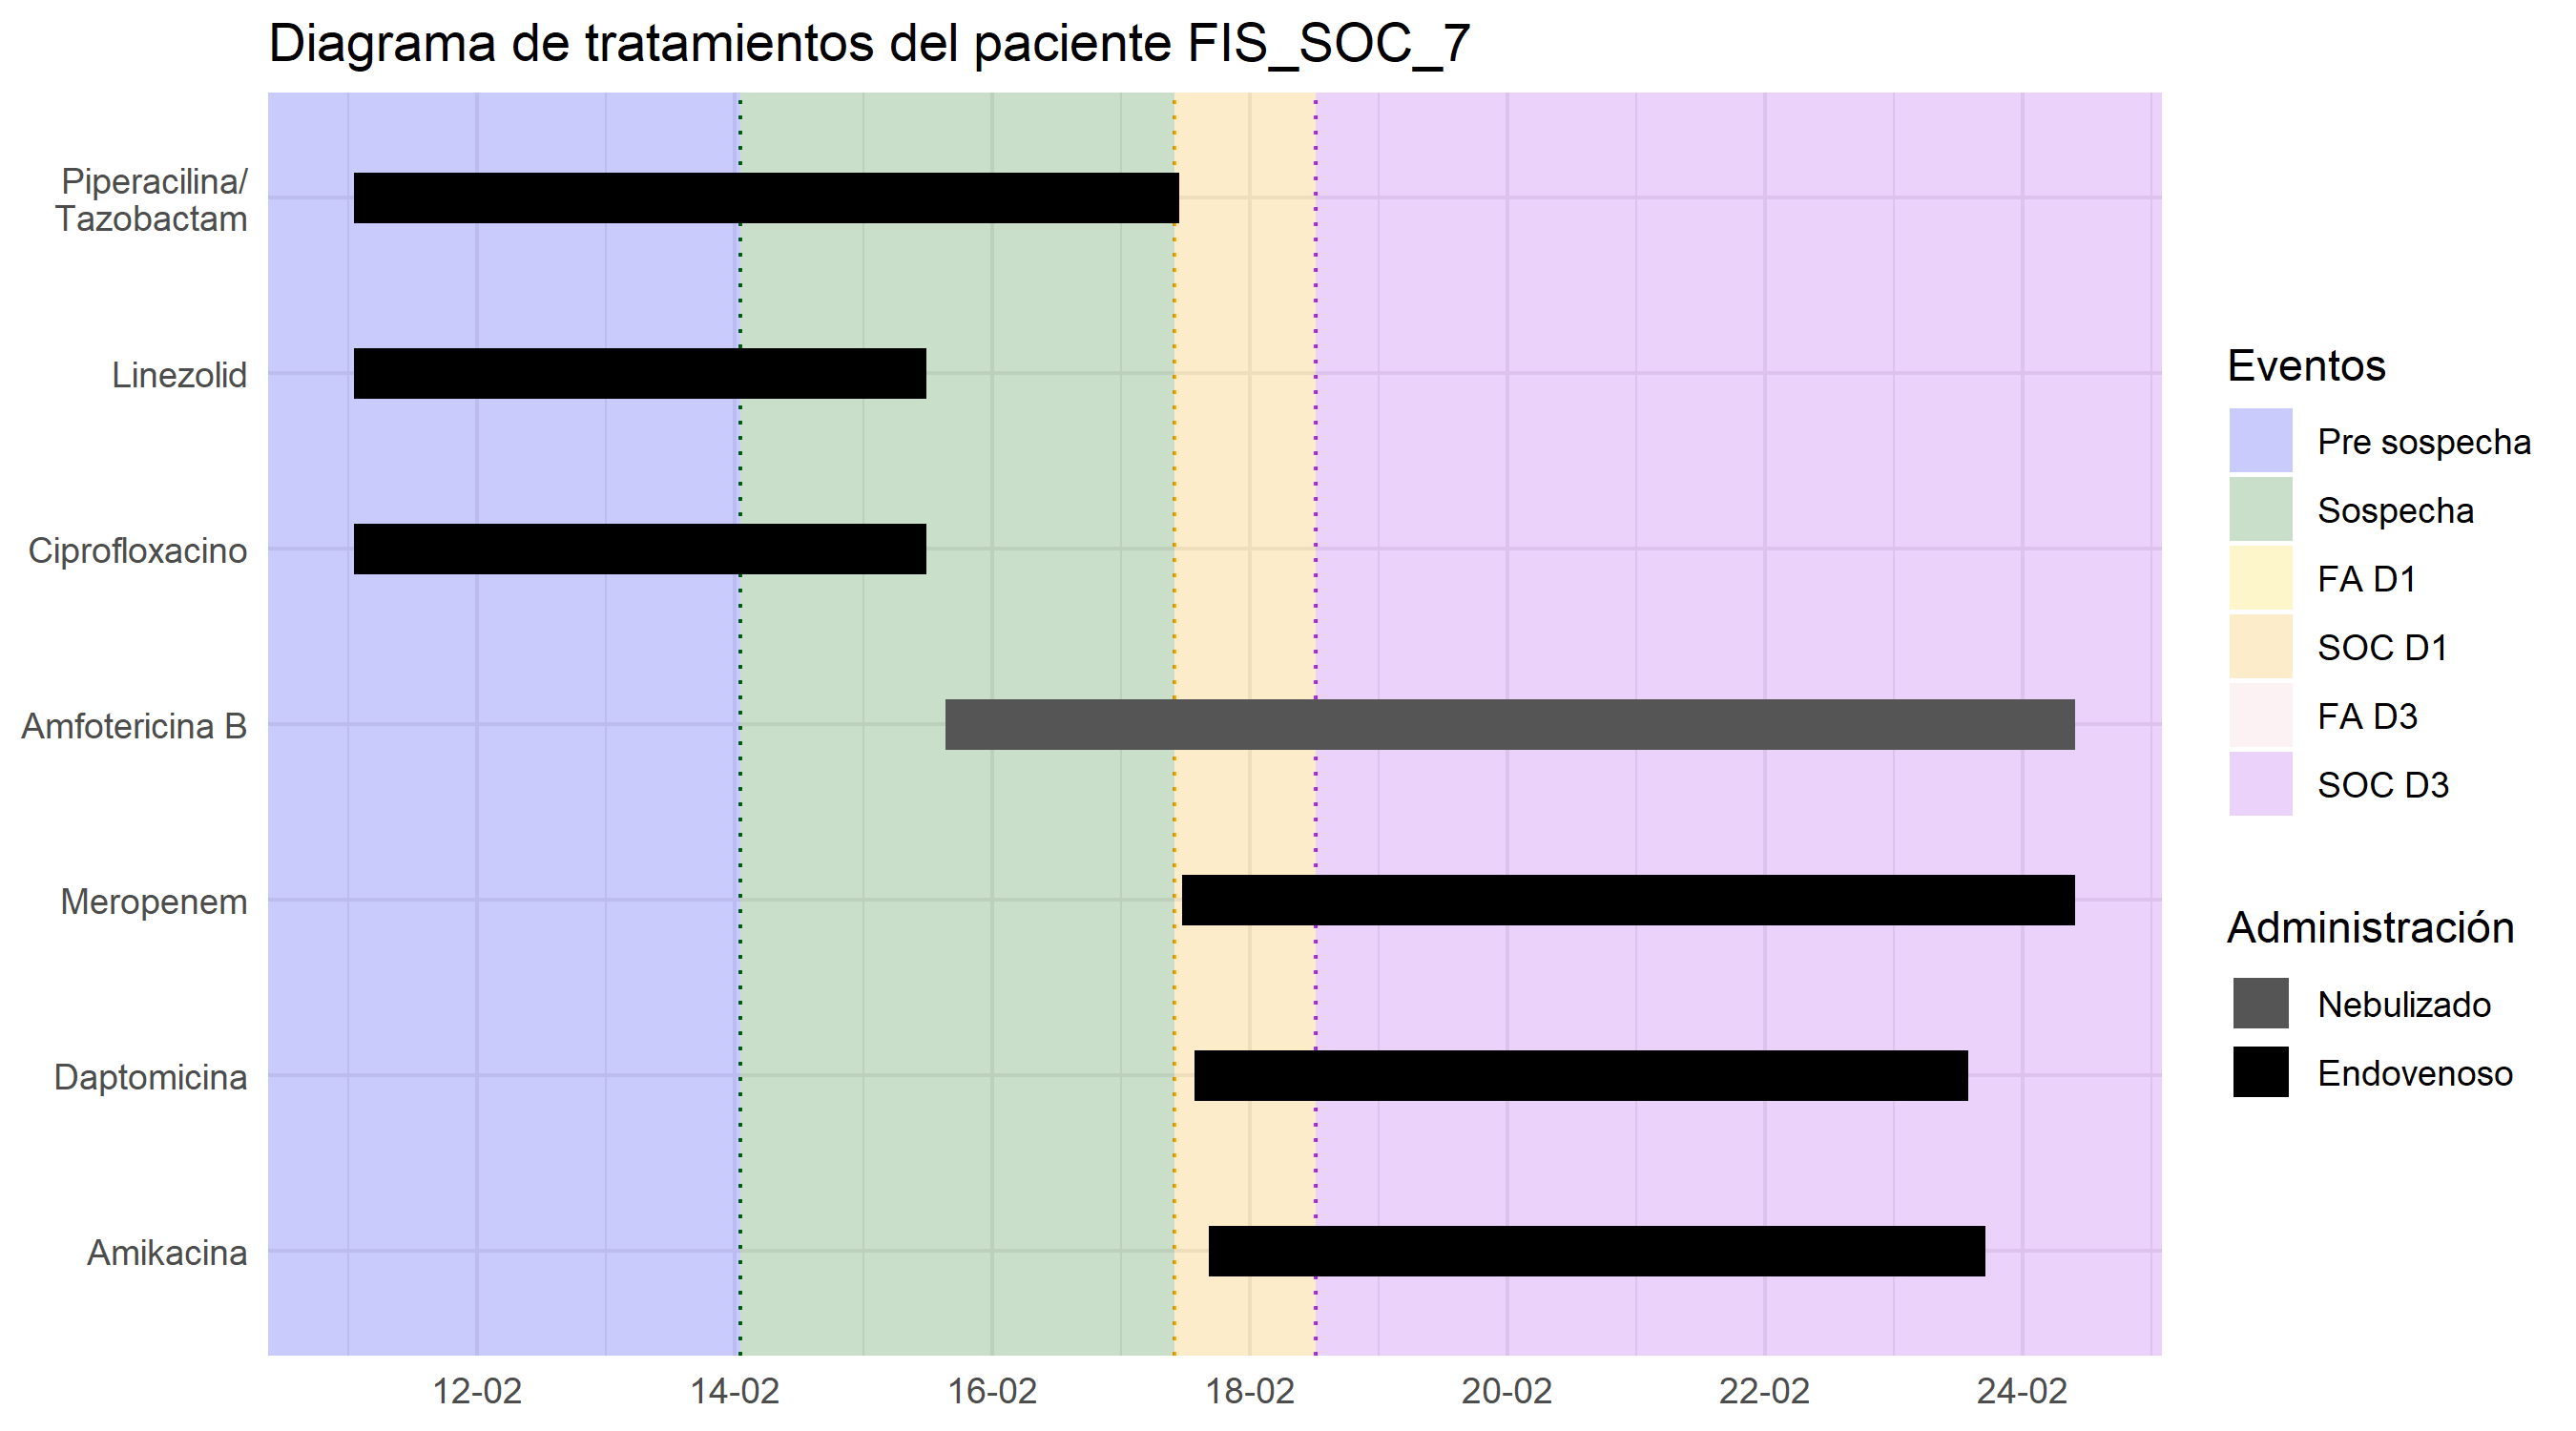 Diagrama de tratamientos del paciente FIS_SOC_7
Piperacilina/
Tazobactam
Linezolid
Ciprofloxacino
Amfotericina B
Meropenem
Daptomicina
Amikacina
12-02
14-02
16-02
18-02
20-02
22-02
24-02
Eventos
Pre sospecha
Sospecha
FA D1
SOC D1
FA D3
SOC D3
Administración
Nebulizado
Endovenoso